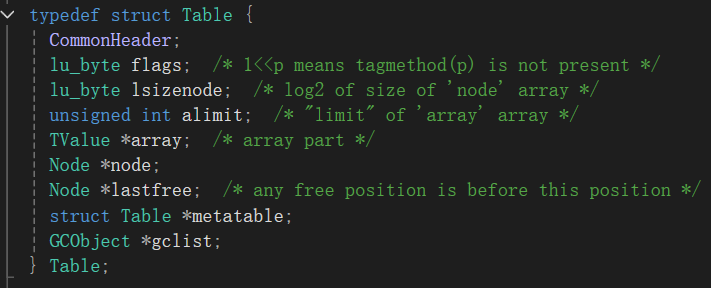 typedef struct Table {
CommonHeader;
lu_byte flags;  /* 1<<p means tagmethod(p) is not present */
lu_byte lsizenode;  /* log2 of size of 'node' array */
unsigned int alimit;  /* "limit" of 'array' array */
TValue *array;  /* array part */
Node *node;
Node *lastfree;  /* any free position is before this position */
struct Table *metatable;
GCObject *gclist;
} Table;